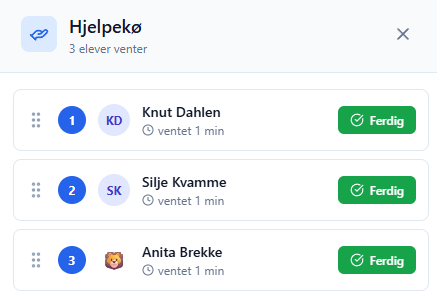 Hjelpekø
3 elever venter
1
KD
Knut Dahlen
ventet 1 min
Ferdig
2
SK
Silje Kvamme
ventet 1 min
Ferdig
3
Anita Brekke
ventet 1 min
Ferdig